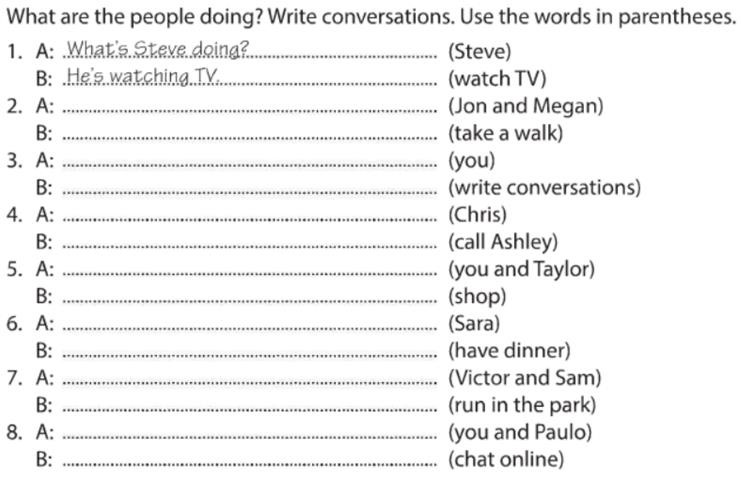 What are the people doing? Write conversations. Use the words in parentheses.
1. A: What's Steve doing? (Steve)
B: He's watching TV. (watch TV)
2. A: (Jon and Megan)
B: (take a walk)
3. A: (you)
B: (write conversations)
4. A: (Chris)
B: (call Ashley)
5. A: (you and Taylor)
B: (shop)
6. A: (Sara)
B: (have dinner)
7. A: (Victor and Sam)
B: (run in the park)
8. A: (you and Paulo)
B: (chat online)